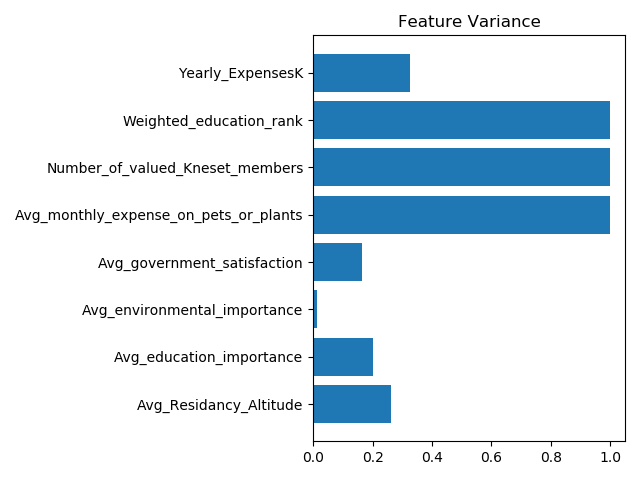 Feature Variance
Yearly_ExpensesK
Weighted_education_rank
Number_of_valued_Kneset_members
Avg_monthly_expense_on_pets_or_plants
Avg_government_satisfaction
Avg_environmental_importance
Avg_education_importance
Avg_Residancy_Altitude
0.0 0.2 0.4 0.6 0.8 1.0